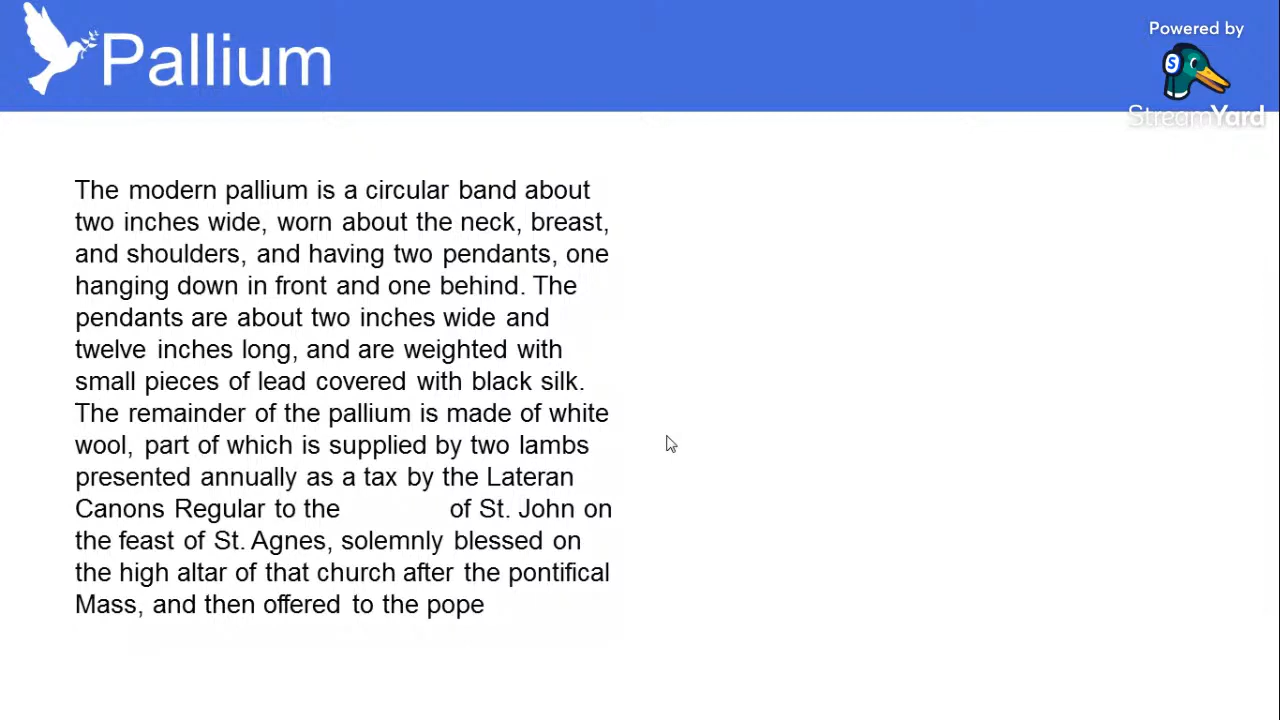 Pallium
Powered by
StreamYard
The modern pallium is a circular band about
two inches wide, worn about the neck, breast,
and shoulders, and having two pendants, one
hanging down in front and one behind. The
pendants are about two inches wide and
twelve inches long, and are weighted with
small pieces of lead covered with black silk.
The remainder of the pallium is made of white
wool, part of which is supplied by two lambs
presented annually as a tax by the Lateran
Canons Regular to the of St. John on
the feast of St. Agnes, solemnly blessed on
the high altar of that church after the pontifical
Mass, and then offered to the pope